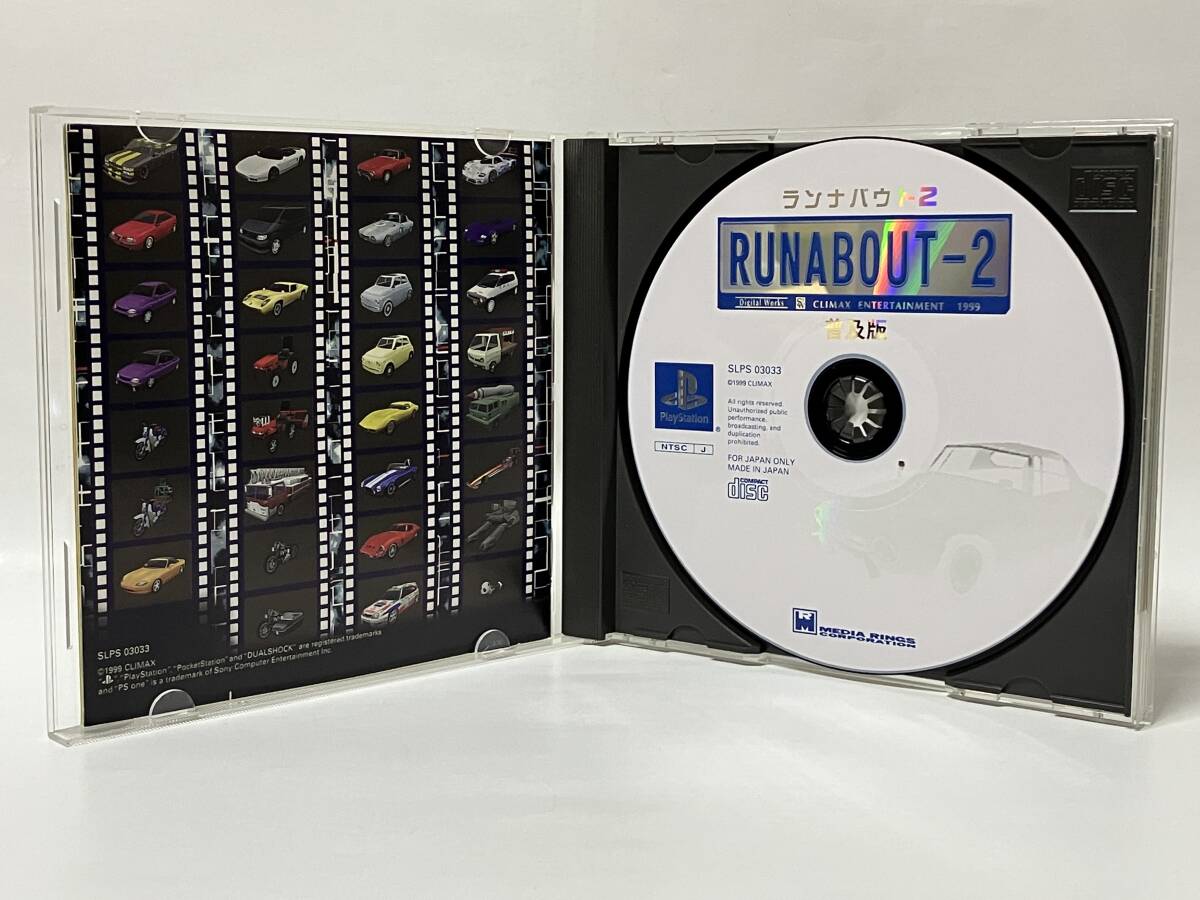 SLPS 03033
©1999 CLIMAX
"PlayStation", "PocketStation" and "DUALSHOCK" are registered trademarks
and "PS one" is a trademark of Sony Computer Entertainment Inc.
ランナバウト2
RUNABOUT-2
Digital Works CLIMAX ENTERTAINMENT 1999
普及版
SLPS 03033
©1999 CLIMAX
PlayStation
All rights reserved.
Unauthorized public
performance,
broadcasting, and
duplication
prohibited.
NTSC J
FOR JAPAN ONLY
MADE IN JAPAN
COMPACT
disc
MEDIA RINGS
CORPORATION